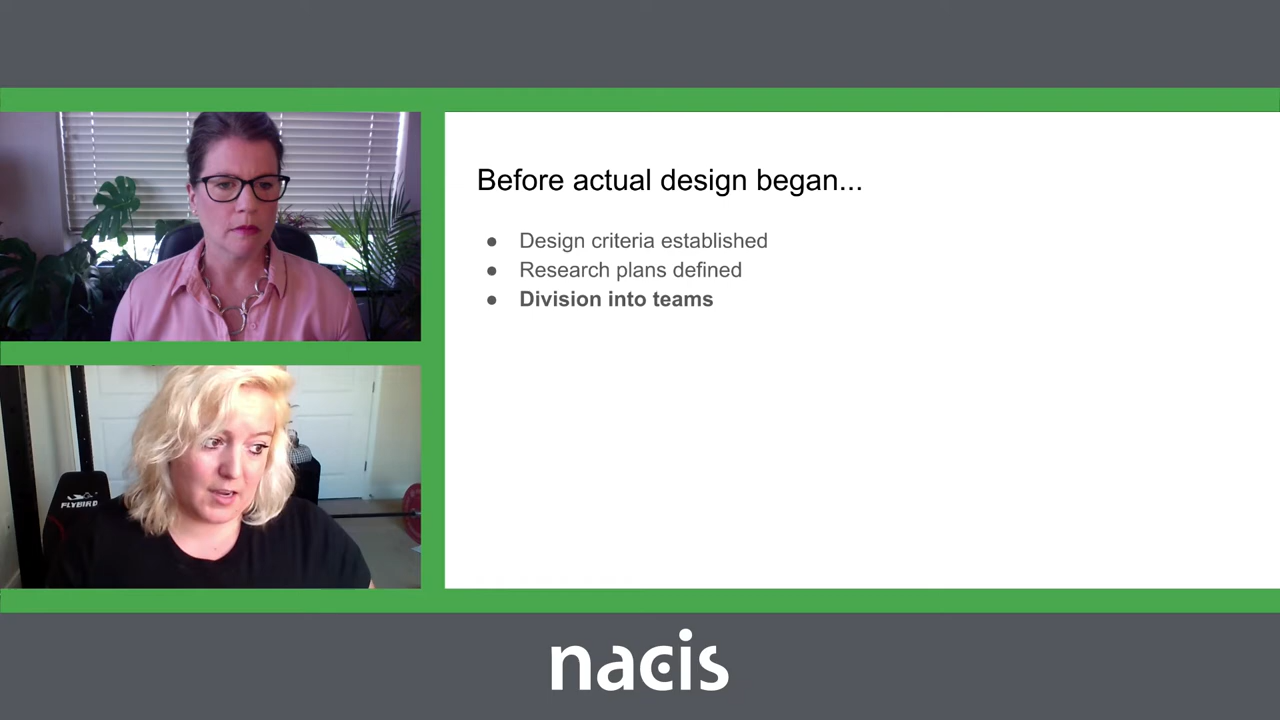 Before actual design began...
● Design criteria established
● Research plans defined
● Division into teams
FLYBIRD
nacis